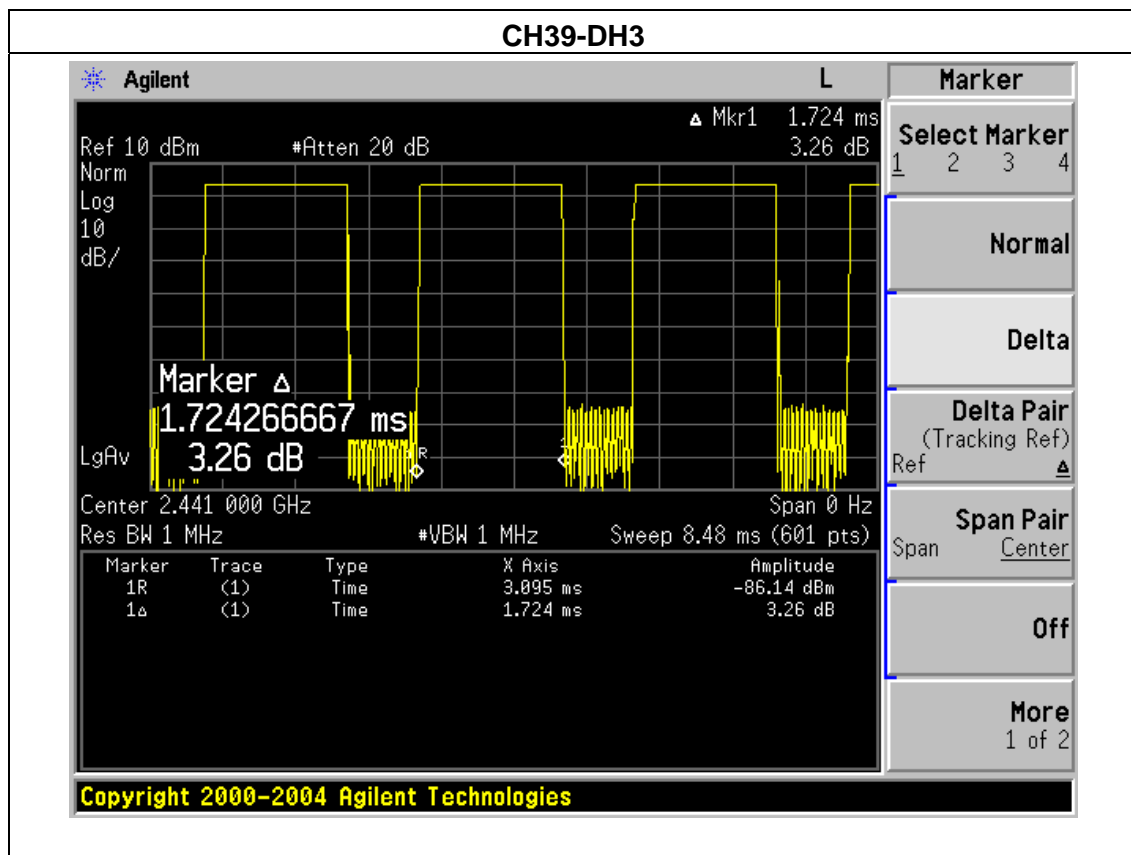 CH39-DH3
Agilent L Marker
Δ Mkr1 1.724 ms
Ref 10 dBm #Atten 20 dB 3.26 dB
Norm
Log
10
dB/
Marker Δ
1.724266667 ms
3.26 dB
LgAv
R
Center 2.441 000 GHz Span 0 Hz
Res BW 1 MHz #VBW 1 MHz Sweep 8.48 ms (601 pts)
Marker Trace Type X Axis Amplitude
1R (1) Time 3.095 ms -86.14 dBm
1Δ (1) Time 1.724 ms 3.26 dB
Select Marker
1 2 3 4
Normal
Delta
Delta Pair
(Tracking Ref)
Ref Δ
Span Pair
Span Center
Off
More
1 of 2
Copyright 2000-2004 Agilent Technologies